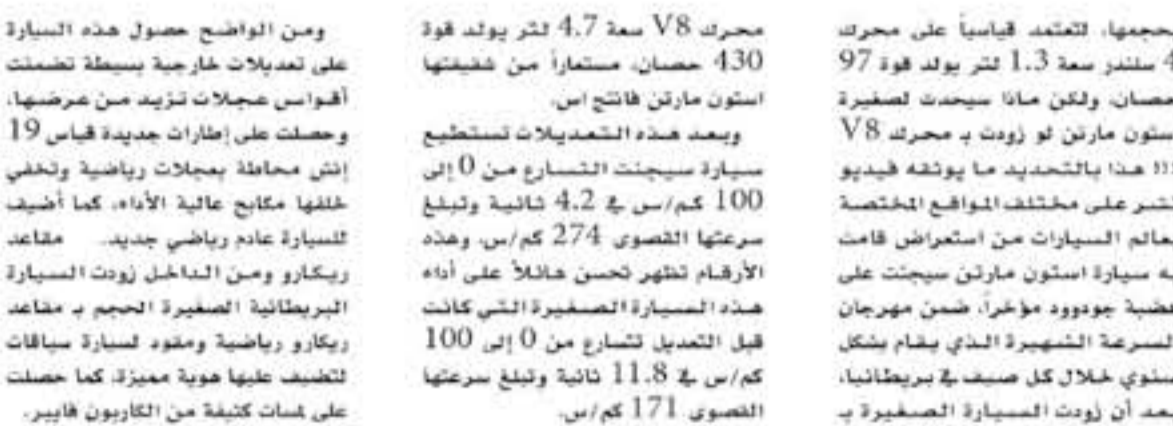 بحجمها، لتعتمد قياسياً على محرك
4 سلندر سعة 1.3 لتر يولد قوة 97
حصان، ولكن ماذا سيحدث لصغيرة
استون مارتن لو زودت بـ محرك V8
هذا بالتحديد ما يوثقه فيديو
انتشر على مختلف المواقع المختصة
بعالم السيارات من استعراض قامت
به سيارة استون مارتن سيجنت على
هضبة جودوود مؤخراً، ضمن مهرجان
السرعة الشهيرة الذي يقام بشكل
سنوي خلال كل صيف في بريطانيا،
بعد أن زودت السيارة الصغيرة بـ
محرك V8 سعة 4.7 لتر يولد قوة
430 حصان، مستعاراً من شقيقتها
استون مارتن فانتج اس.
وبعد هذه التعديلات تستطيع
سيارة سيجنت التسارع من 0 إلى
100 كم/س في 4.2 ثانية وتبلغ
سرعتها القصوى 274 كم/س، وهذه
الأرقام تظهر تحسن هائلاً على أداء
هذه السيارة الصغيرة التي كانت
قبل التعديل تتسارع من 0 إلى 100
كم/س في 11.8 ثانية وتبلغ سرعتها
القصوى 171 كم/س.
ومن الواضح حصول هذه السيارة
على تعديلات خارجية بسيطة تضمنت
أقواس عجلات تزيد من عرضها،
وحصلت على إطارات جديدة قياس 19
إنش محاطة بعجلات رياضية وتخفي
خلفها مكابح عالية الأداء، كما أضيف
للسيارة عادم رياضي جديد. مقاعد
ريكارو ومن الداخل زودت السيارة
البريطانية الصغيرة الحجم بـ مقاعد
ريكارو رياضية ومقود لسيارة سباقات
لتضيف عليها هوية مميزة، كما حصلت
على لمسات كثيفة من الكاربون فايبر.